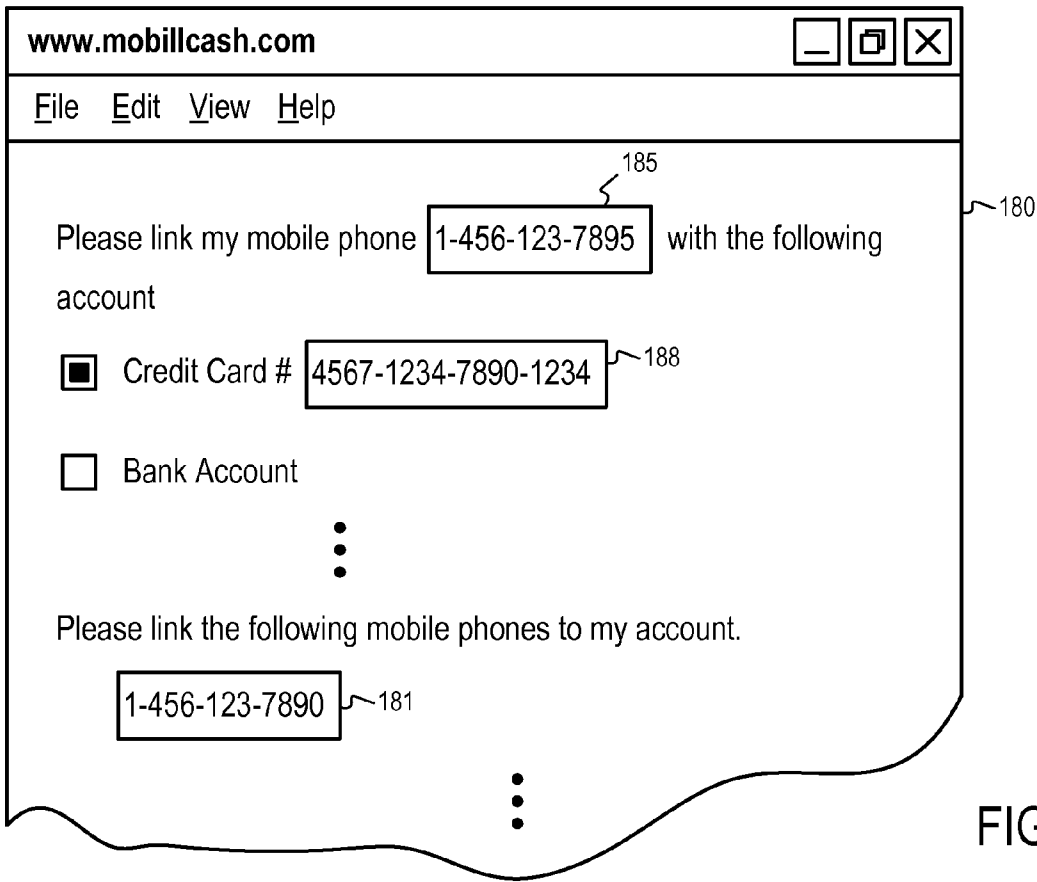 www.mobillcash.com
File Edit View Help
185
180
Please link my mobile phone 1-456-123-7895 with the following
account
Credit Card # 4567-1234-7890-1234 188
Bank Account
Please link the following mobile phones to my account.
1-456-123-7890 181
FIG